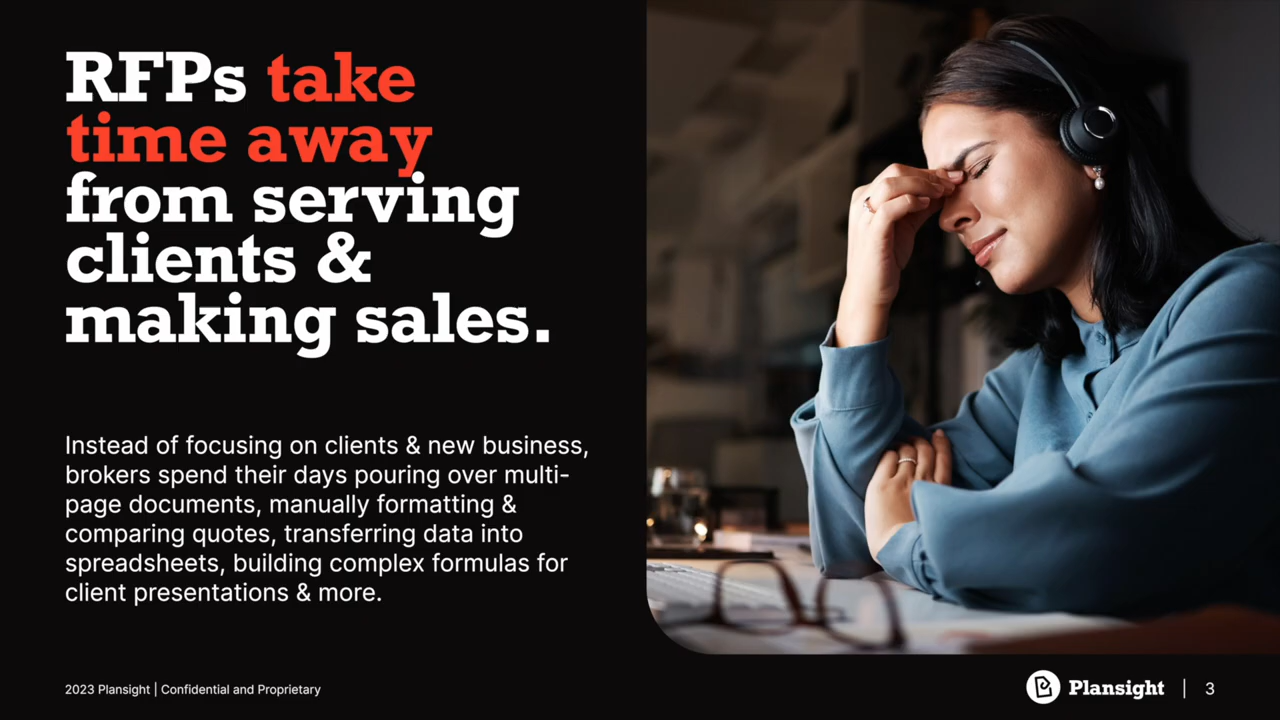 RFPs take
time away
from serving
clients &
making sales.
Instead of focusing on clients & new business,
brokers spend their days pouring over multi-
page documents, manually formatting &
comparing quotes, transferring data into
spreadsheets, building complex formulas for
client presentations & more.
2023 Plansight | Confidential and Proprietary
Plansight | 3